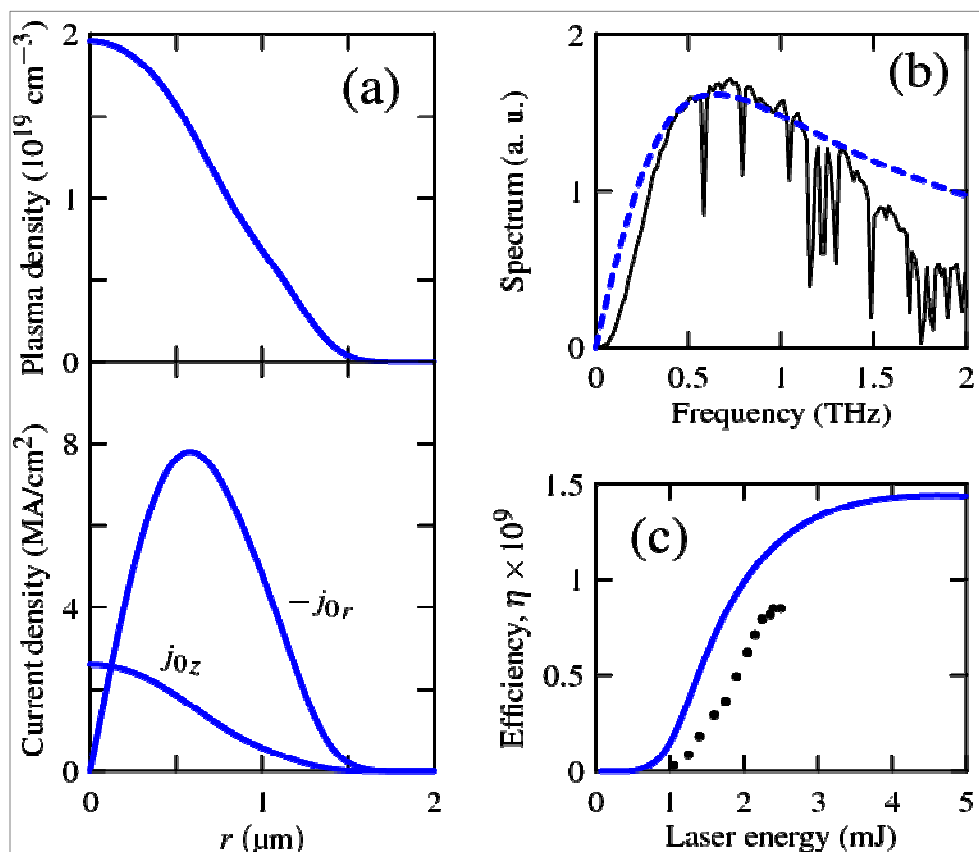 2
1
0
Plasma density (10¹⁹ cm⁻³)
(a)
8
4
0
Current density (MA/cm²)
−j₀r
j₀z
0
1
2
r (μm)
2
1
0
Spectrum (a. u.)
(b)
0
0.5
1
1.5
2
Frequency (THz)
1.5
1
0.5
0
Efficiency, η × 10⁹
(c)
0
1
2
3
4
5
Laser energy (mJ)